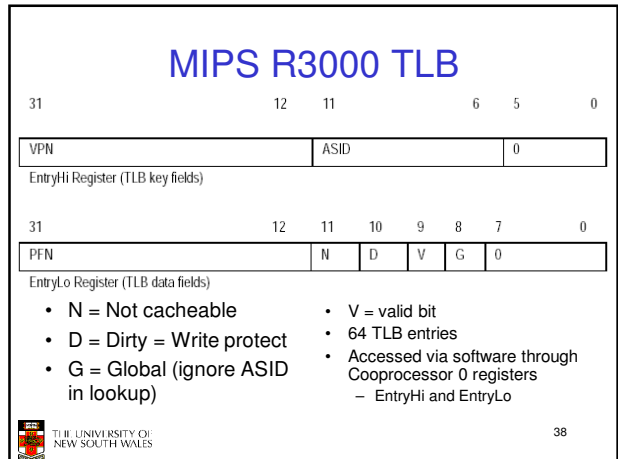 MIPS R3000 TLB
31 12 11 6 5 0
VPN ASID 0
EntryHi Register (TLB key fields)
31 12 11 10 9 8 7 0
PFN N D V G 0
EntryLo Register (TLB data fields)
• N = Not cacheable
• D = Dirty = Write protect
• G = Global (ignore ASID
in lookup)
• V = valid bit
• 64 TLB entries
• Accessed via software through
Cooprocessor 0 registers
– EntryHi and EntryLo
THE UNIVERSITY OF
NEW SOUTH WALES
38